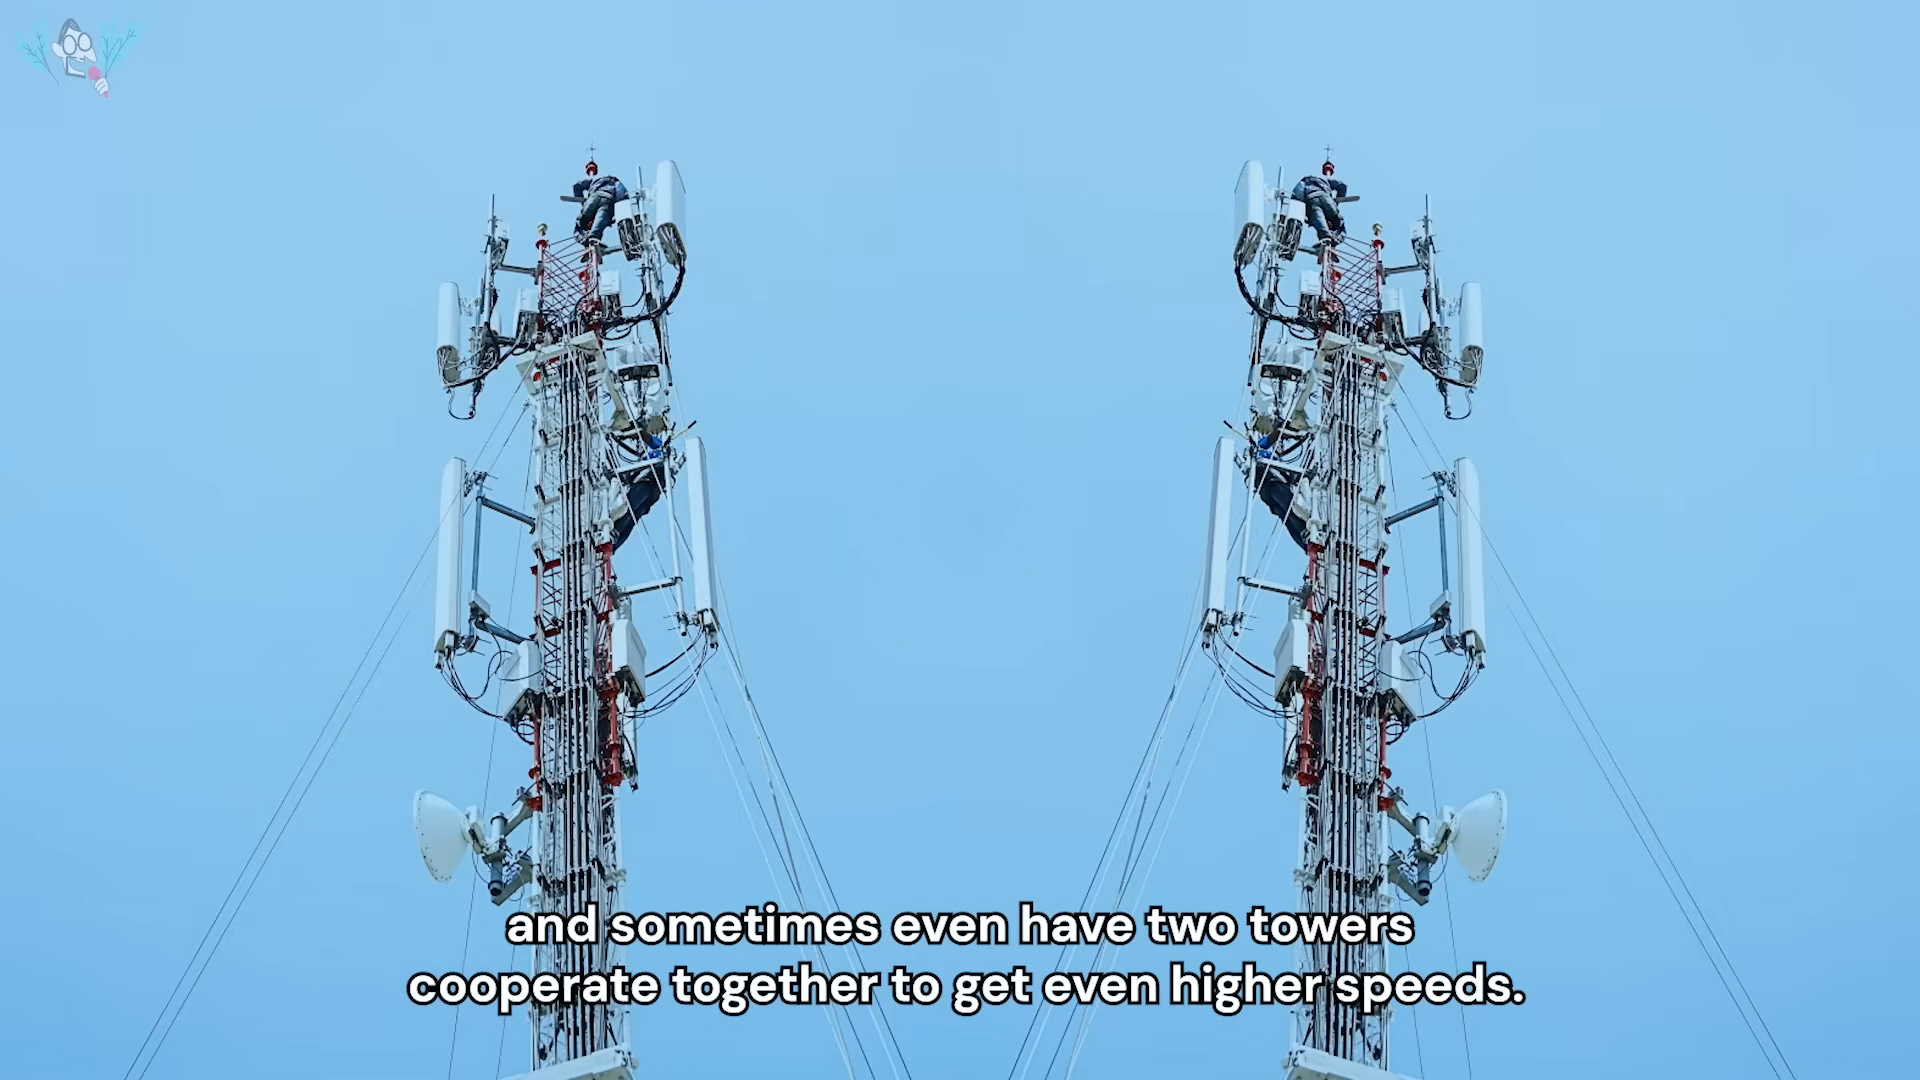 and sometimes even have two towers
cooperate together to get even higher speeds.